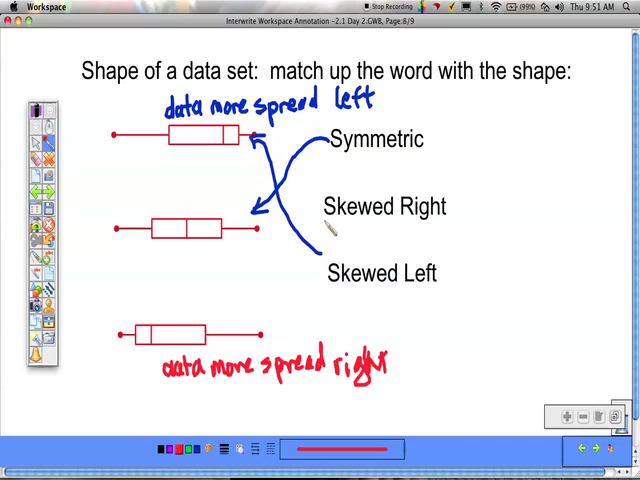 Workspace
Stop Recording
(99%)
Thu 9:51 AM
Interwrite Workspace Annotation -2.1 Day 2.GWB, Page:8/9
Shape of a data set: match up the word with the shape:
data more spread left
Symmetric
Skewed Right
Skewed Left
data more spread right